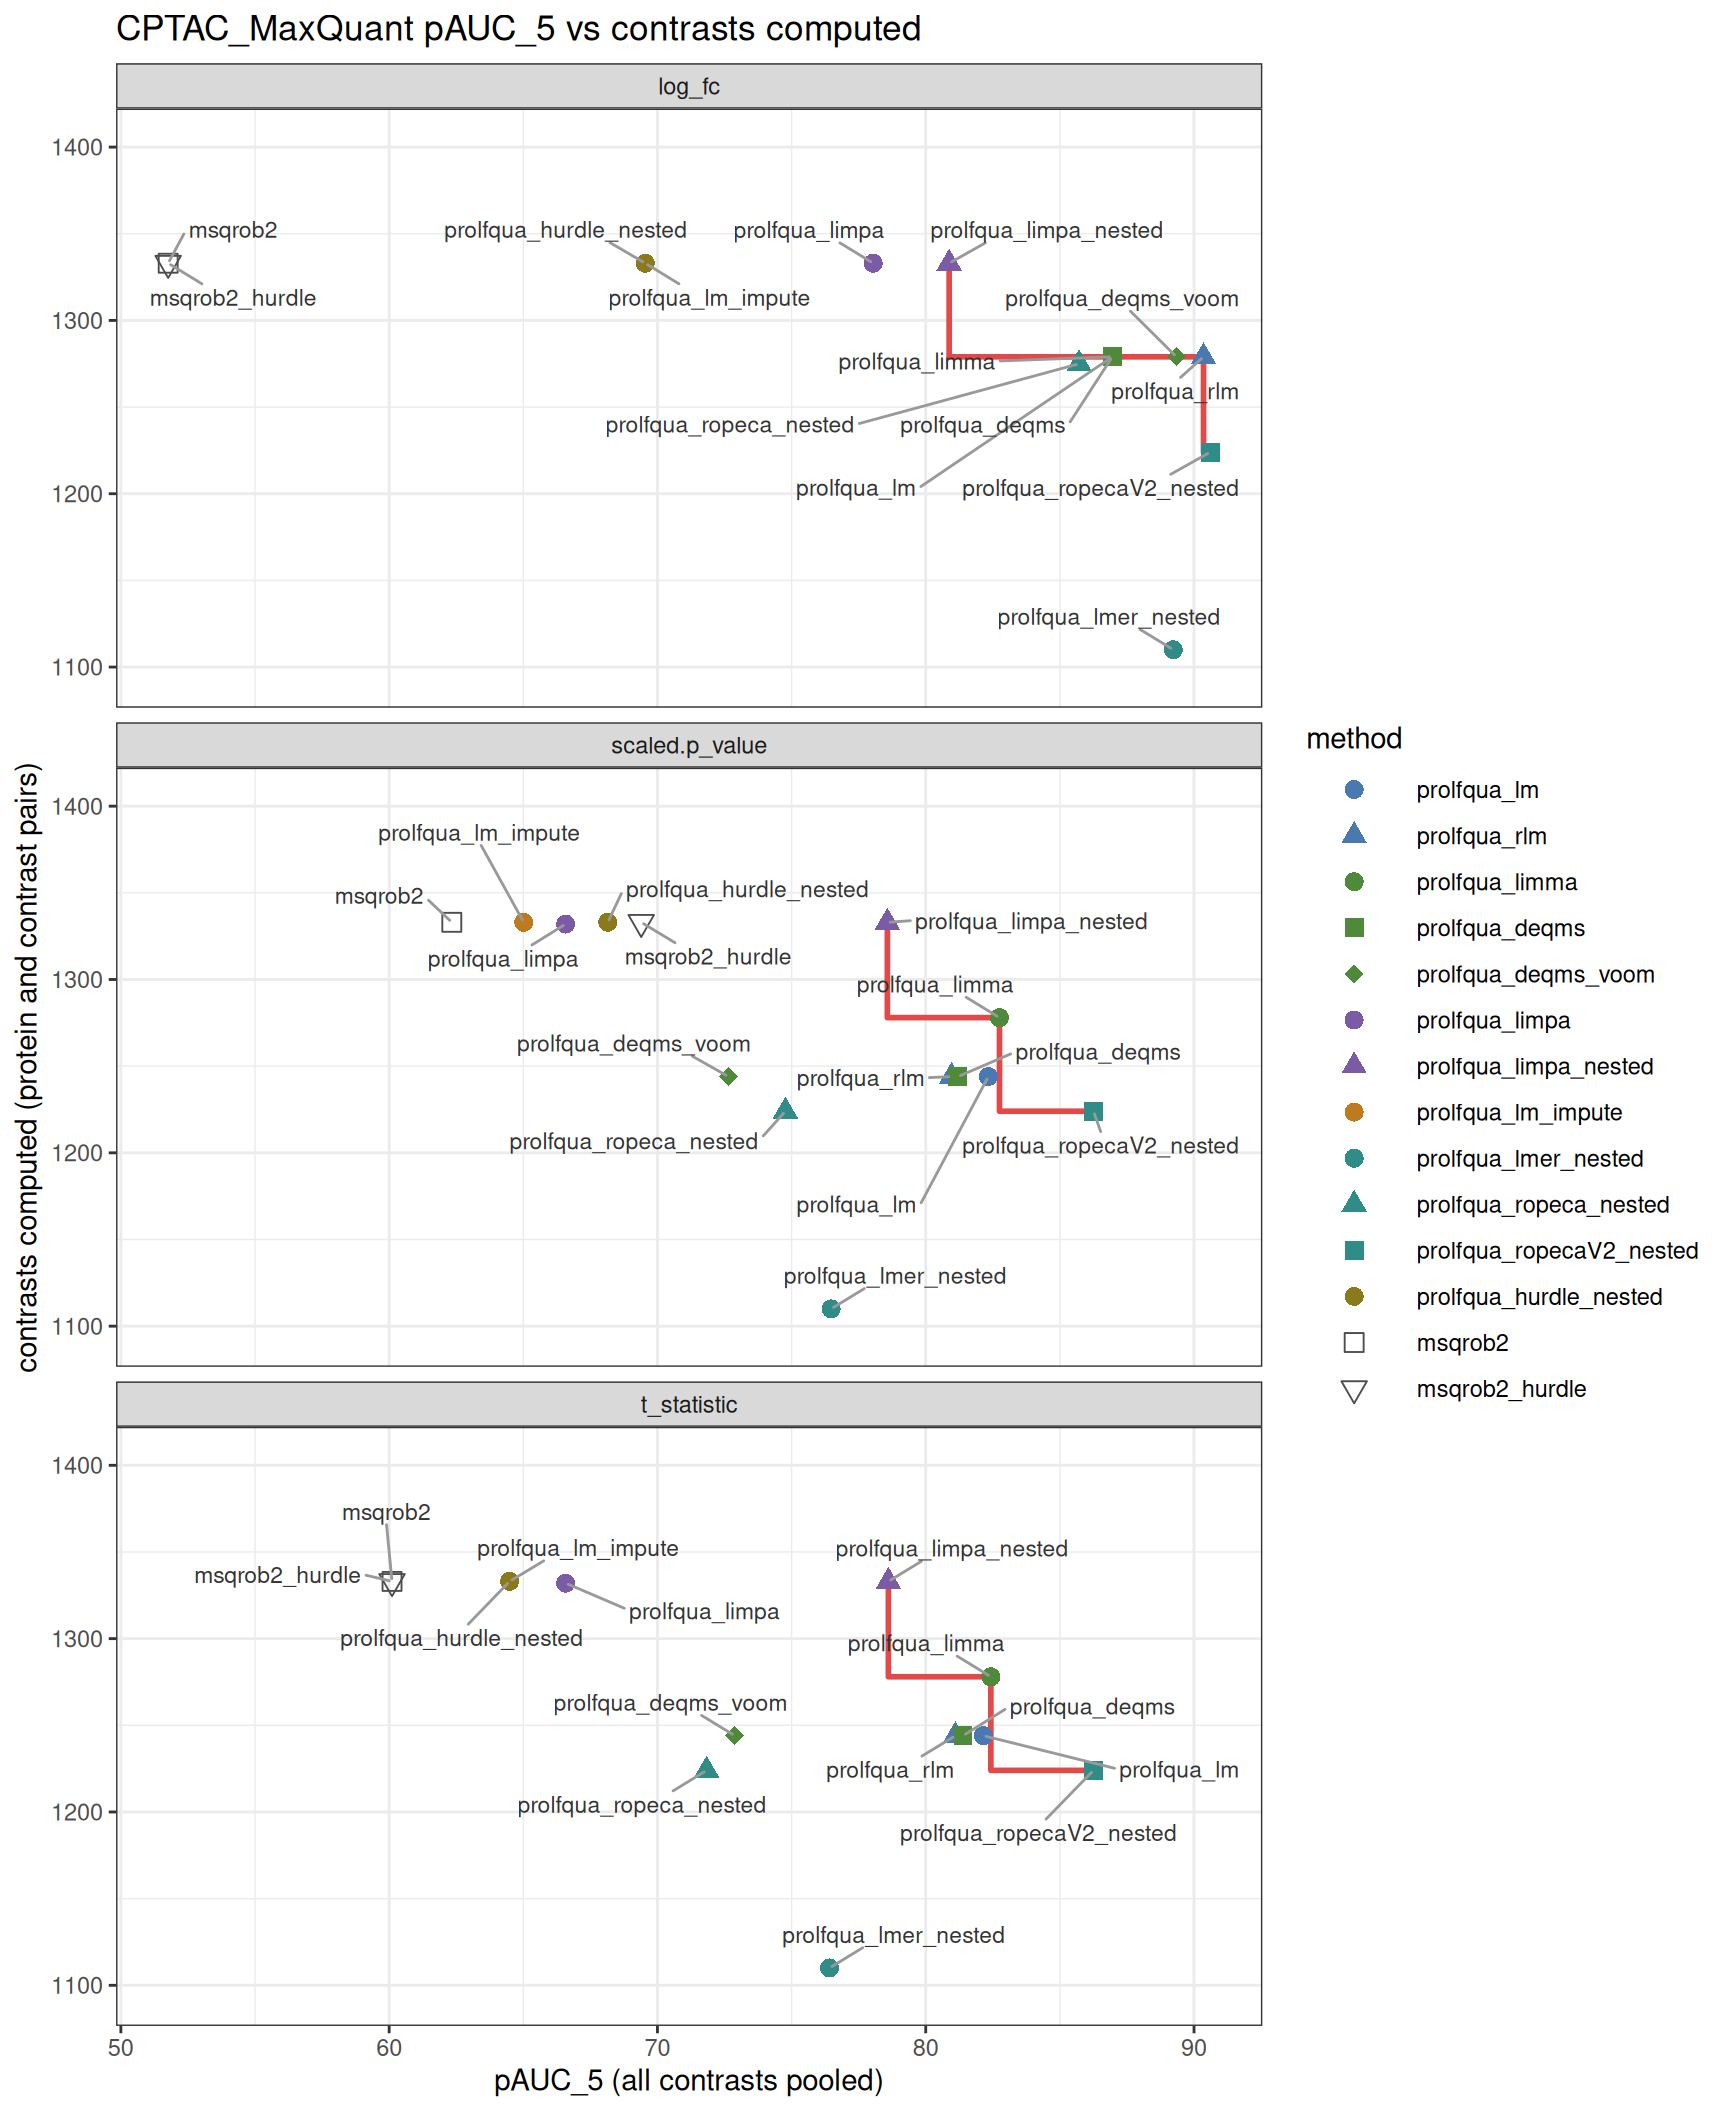 CPTAC_MaxQuant pAUC_5 vs contrasts computed
log_fc
1400
1300
1200
1100
msqrob2
msqrob2_hurdle
prolfqua_hurdle_nested
prolfqua_lm_impute
prolfqua_limpa
prolfqua_limpa_nested
prolfqua_deqms_voom
prolfqua_limma
prolfqua_rlm
prolfqua_ropeca_nested
prolfqua_deqms
prolfqua_lm
prolfqua_ropecaV2_nested
prolfqua_lmer_nested
scaled.p_value
1400
1300
1200
1100
prolfqua_lm_impute
msqrob2
prolfqua_hurdle_nested
prolfqua_limpa_nested
prolfqua_limpa
msqrob2_hurdle
prolfqua_limma
prolfqua_deqms_voom
prolfqua_deqms
prolfqua_rlm
prolfqua_ropeca_nested
prolfqua_ropecaV2_nested
prolfqua_lm
prolfqua_lmer_nested
t_statistic
1400
1300
1200
1100
msqrob2
prolfqua_lm_impute
prolfqua_limpa_nested
msqrob2_hurdle
prolfqua_limpa
prolfqua_hurdle_nested
prolfqua_limma
prolfqua_deqms_voom
prolfqua_deqms
prolfqua_rlm
prolfqua_lm
prolfqua_ropeca_nested
prolfqua_ropecaV2_nested
prolfqua_lmer_nested
50
60
70
80
90
pAUC_5 (all contrasts pooled)
contrasts computed (protein and contrast pairs)
method
prolfqua_lm
prolfqua_rlm
prolfqua_limma
prolfqua_deqms
prolfqua_deqms_voom
prolfqua_limpa
prolfqua_limpa_nested
prolfqua_lm_impute
prolfqua_lmer_nested
prolfqua_ropeca_nested
prolfqua_ropecaV2_nested
prolfqua_hurdle_nested
msqrob2
msqrob2_hurdle